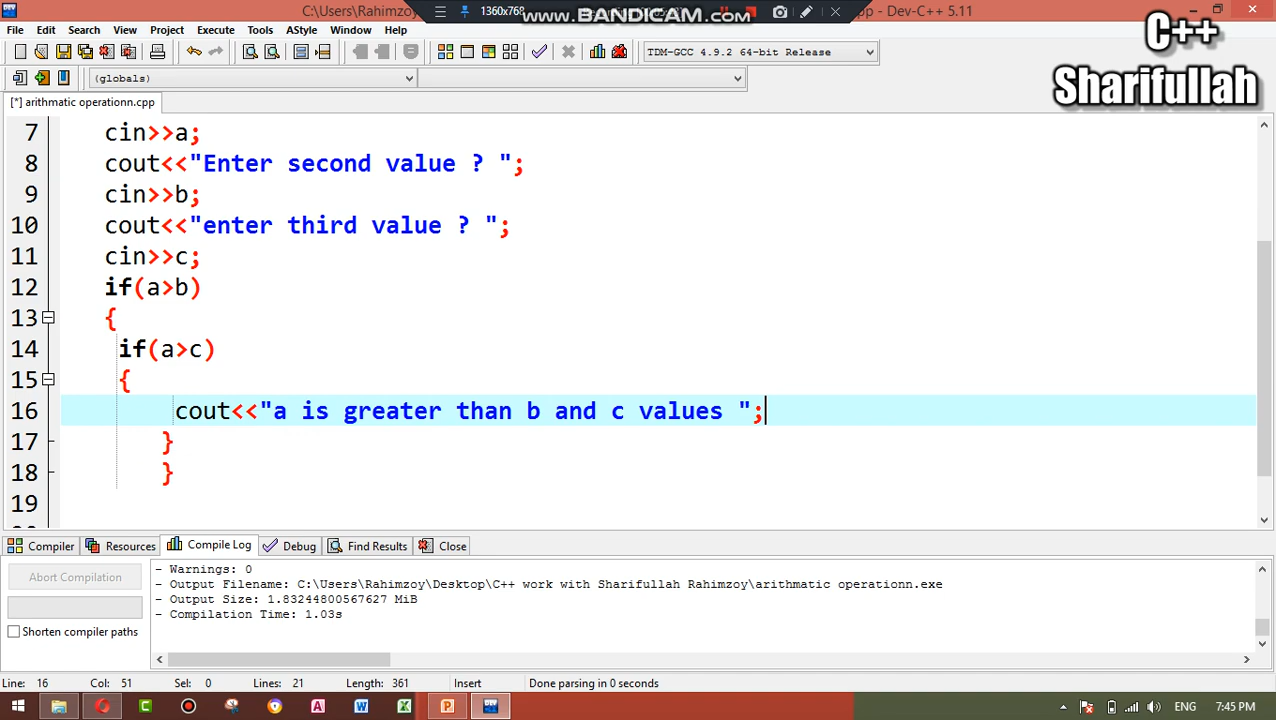 C:\Users\Rahimzoy
1360x768
www.BANDICAM.com
pp - Dev-C++ 5.11
C++
Sharifullah
File Edit Search View Project Execute Tools AStyle Window Help
TDM-GCC 4.9.2 64-bit Release
(globals)
[*] arithmatic operationn.cpp
7 cin>>a;
8 cout<<"Enter second value ? ";
9 cin>>b;
10 cout<<"enter third value ? ";
11 cin>>c;
12 if(a>b)
13 {
14 if(a>c)
15 {
16 cout<<"a is greater than b and c values ";
17 }
18 }
19
Compiler Resources Compile Log Debug Find Results Close
Abort Compilation
Shorten compiler paths
- Warnings: 0
- Output Filename: C:\Users\Rahimzoy\Desktop\C++ work with Sharifullah Rahimzoy\arithmatic operationn.exe
- Output Size: 1.83244800567627 MiB
- Compilation Time: 1.03s
Line: 16 Col: 51 Sel: 0 Lines: 21 Length: 361 Insert Done parsing in 0 seconds
ENG 7:45 PM